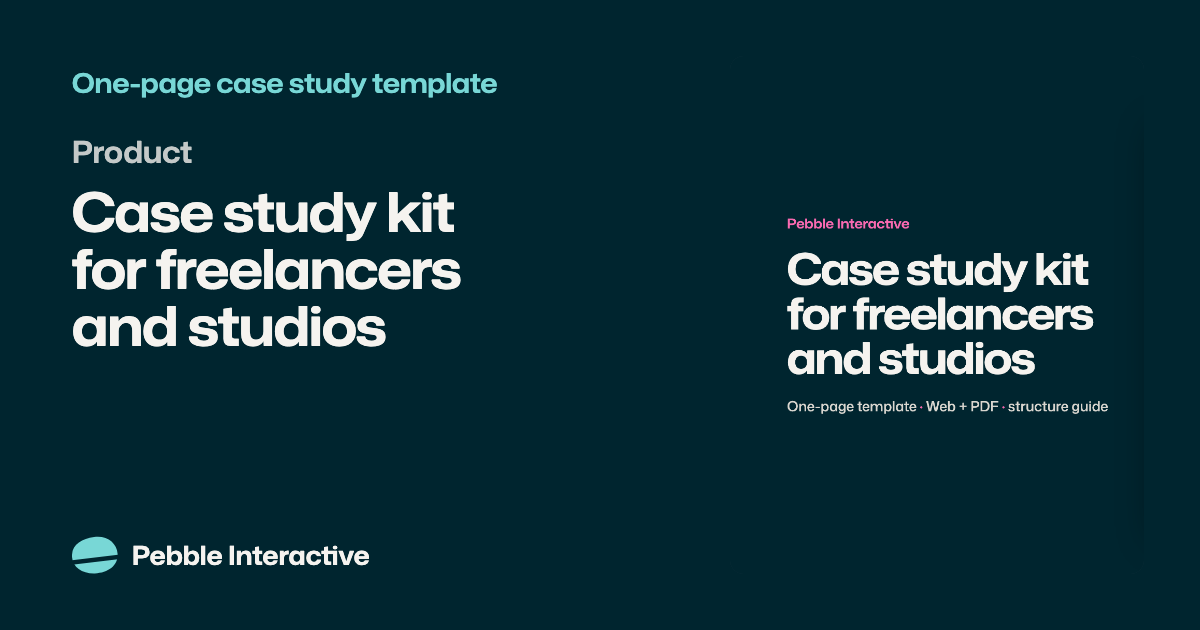 One-page case study template
Product
Case study kit
for freelancers
and studios
Pebble Interactive
Case study kit
for freelancers
and studios
One-page template · Web + PDF · structure guide
Pebble Interactive